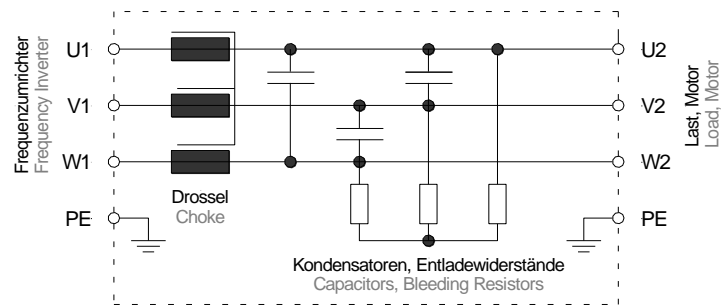 U1
U2
V1
V2
W1
W2
PE
PE
Frequenzumrichter
Frequency Inverter
Last, Motor
Load, Motor
Drossel
Choke
Kondensatoren, Entladewiderstände
Capacitors, Bleeding Resistors